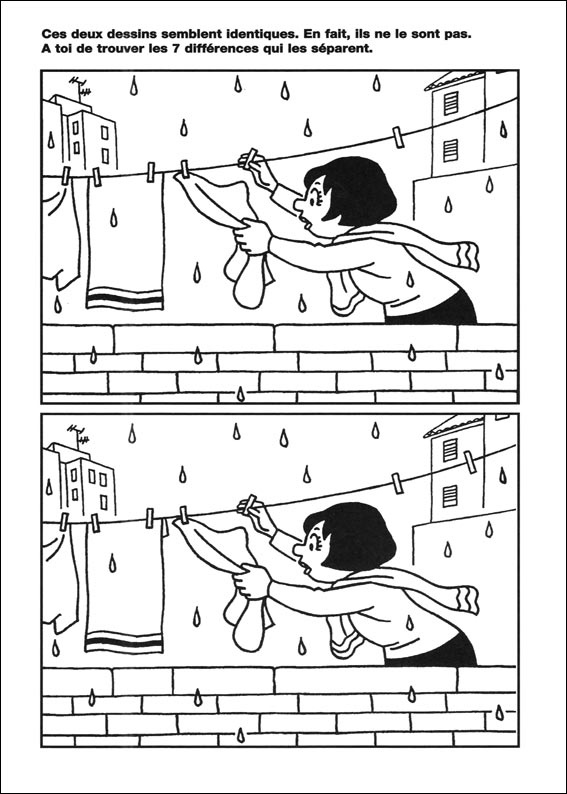 Ces deux dessins semblent identiques. En fait, ils ne le sont pas.
A toi de trouver les 7 différences qui les séparent.